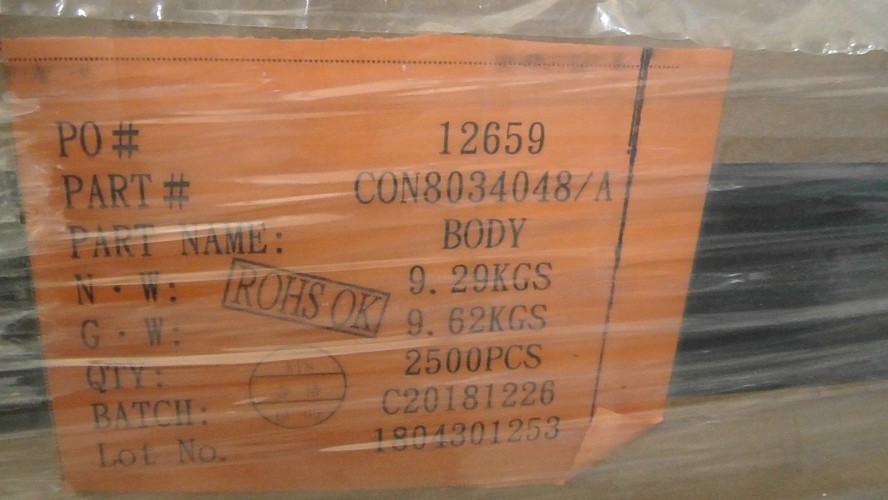 PO# 12659
PART# CON8034048/A
PART NAME: BODY
N.W: 9.29KGS
ROHS OK
G.W: 9.62KGS
QTY: 2500PCS
BATCH: C20181226
Lot No. 1804301253